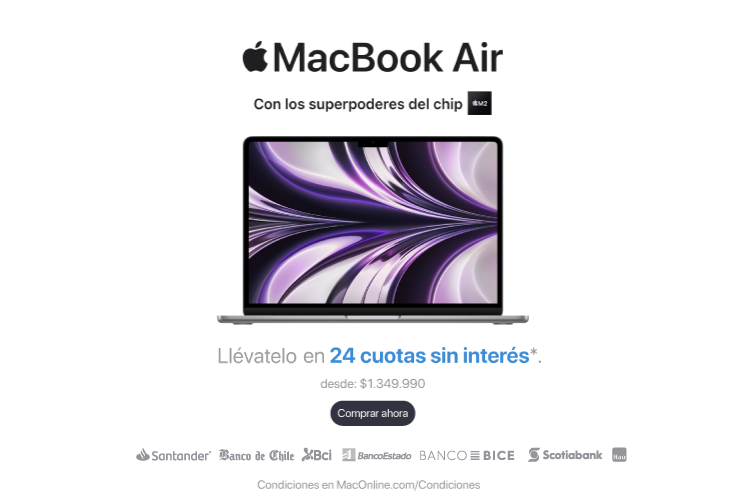 MacBook Air
Con los superpoderes del chip M2
Llévatelo en 24 cuotas sin interés*.
desde: $1.349.990
Comprar ahora
Santander Banco de Chile Bci BancoEstado BANCO BICE Scotiabank Itaú
Condiciones en MacOnline.com/Condiciones